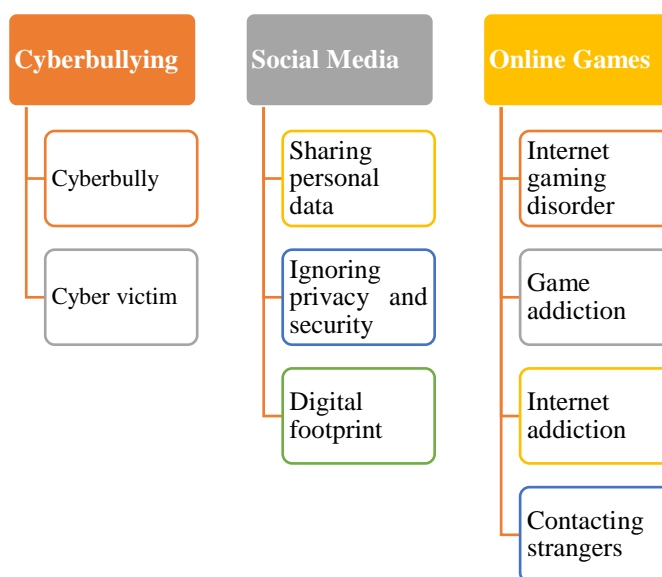 Cyberbullying
Cyberbully
Cyber victim
Social Media
Sharing
personal
data
Ignoring
privacy and
security
Digital
footprint
Online Games
Internet
gaming
disorder
Game
addiction
Internet
addiction
Contacting
strangers